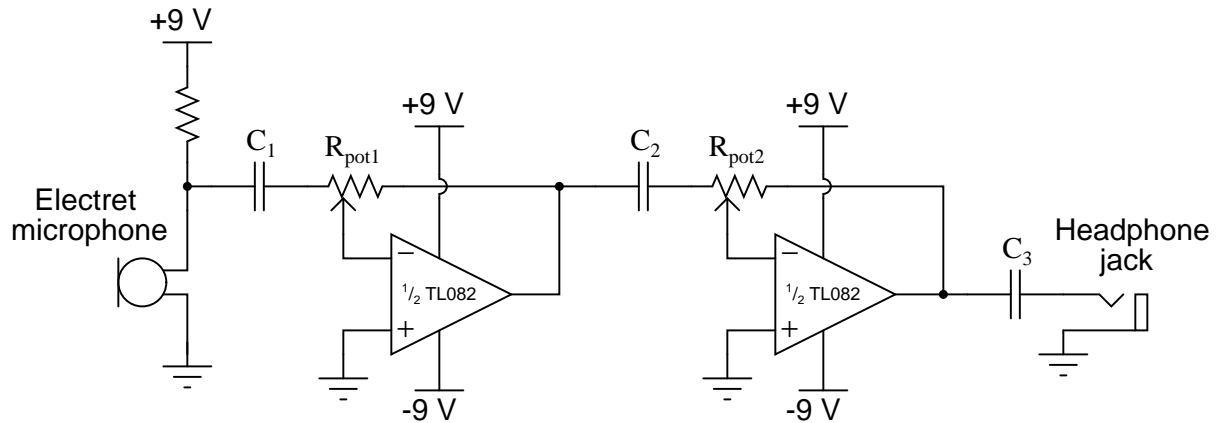 +9 V
+9 V
+9 V
C1
Rpot1
C2
Rpot2
Electret
microphone
Headphone
jack
C3
−
1/2 TL082
+
−
1/2 TL082
+
-9 V
-9 V